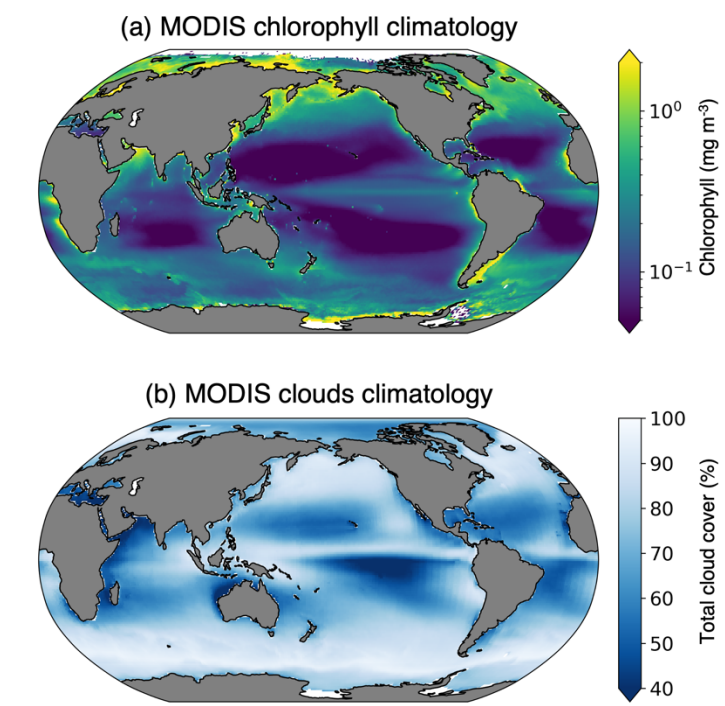 (a) MODIS chlorophyll climatology
10⁰
10⁻¹
Chlorophyll (mg m⁻³)
(b) MODIS clouds climatology
100
90
80
70
60
50
40
Total cloud cover (%)